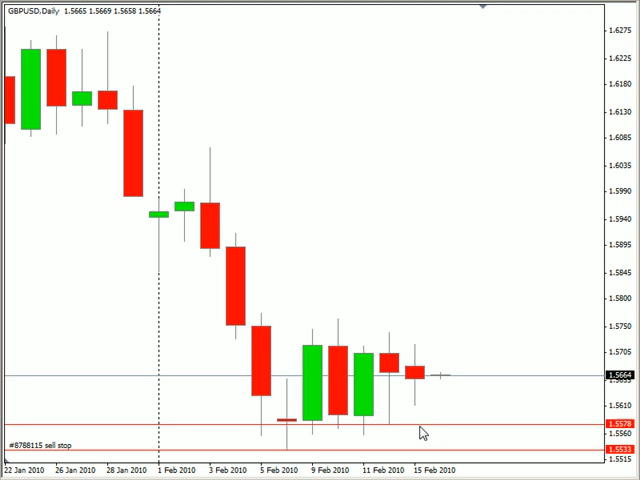 GBPUSD,Daily 1.5665 1.5669 1.5658 1.5664
1.6275
1.6225
1.6180
1.6130
1.6085
1.6035
1.5990
1.5940
1.5895
1.5845
1.5800
1.5750
1.5705
1.5664
1.5655
1.5610
1.5578
1.5560
#8788115 sell stop
1.5533
1.5515
22 Jan 2010
26 Jan 2010
28 Jan 2010
1 Feb 2010
3 Feb 2010
5 Feb 2010
9 Feb 2010
11 Feb 2010
15 Feb 2010